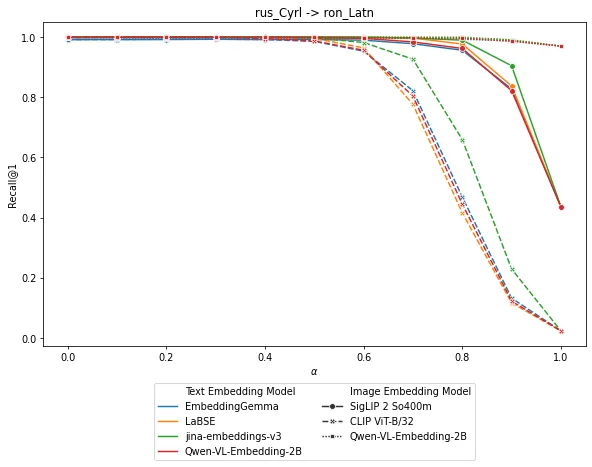 rus_Cyrl -> ron_Latn
Recall@1
1.0
0.8
0.6
0.4
0.2
0.0
0.0 0.2 0.4 0.6 0.8 1.0
α
Text Embedding Model
EmbeddingGemma
LaBSE
jina-embeddings-v3
Qwen-VL-Embedding-2B
Image Embedding Model
SigLIP 2 So400m
CLIP ViT-B/32
Qwen-VL-Embedding-2B